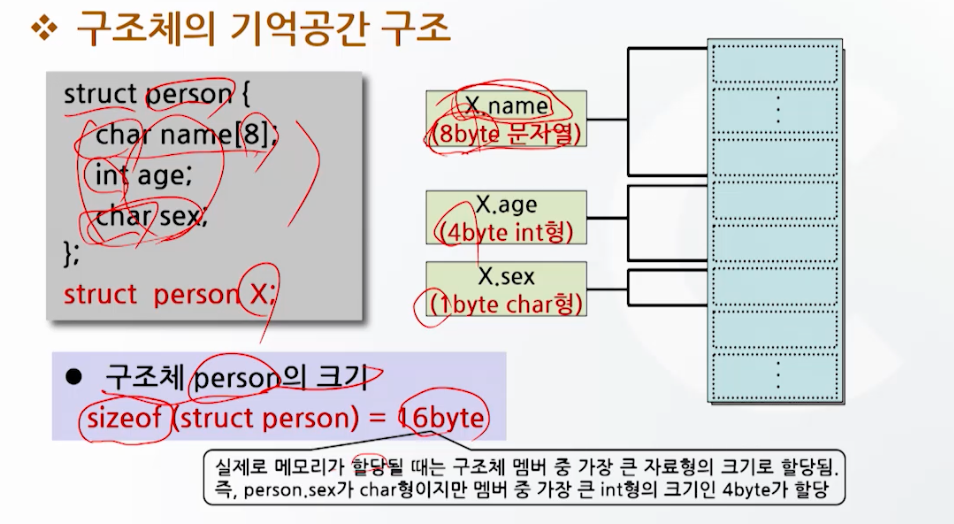 ❖ 구조체의 기억공간 구조
struct person {
char name[8];
int age;
char sex;
};
struct person X;
X.name
(8byte 문자열)
X.age
(4byte int형)
X.sex
(1byte char형)
● 구조체 person의 크기
sizeof (struct person) = 16byte
실제로 메모리가 할당될 때는 구조체 멤버 중 가장 큰 자료형의 크기로 할당됨.
즉, person.sex가 char형이지만 멤버 중 가장 큰 int형의 크기인 4byte가 할당